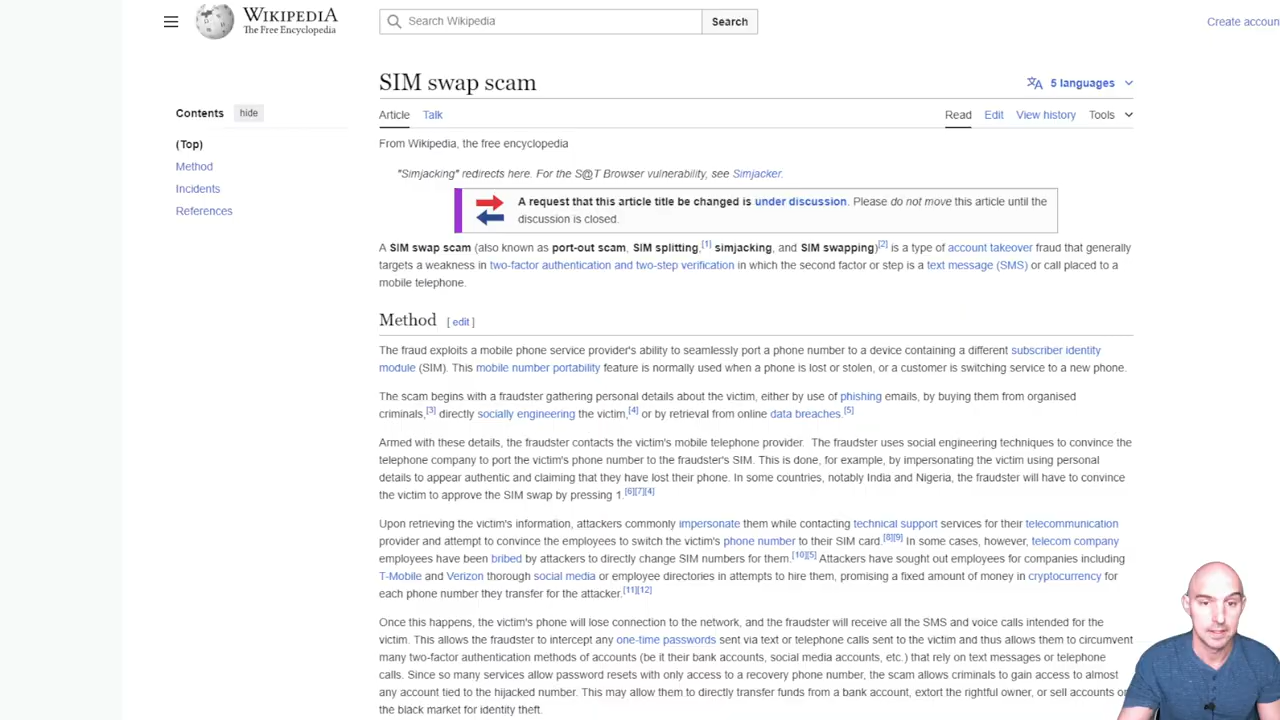 WIKIPEDIA
The Free Encyclopedia
Search Wikipedia
Search
Create accoun
Contents
hide
(Top)
Method
Incidents
References
SIM swap scam
5 languages
Article
Talk
Read
Edit
View history
Tools
From Wikipedia, the free encyclopedia
"Simjacking" redirects here. For the S@T Browser vulnerability, see Simjacker.
A request that this article title be changed is under discussion. Please do not move this article until the
discussion is closed.
A SIM swap scam (also known as port-out scam, SIM splitting,[1] simjacking, and SIM swapping)[2] is a type of account takeover fraud that generally
targets a weakness in two-factor authentication and two-step verification in which the second factor or step is a text message (SMS) or call placed to a
mobile telephone.
Method [ edit ]
The fraud exploits a mobile phone service provider's ability to seamlessly port a phone number to a device containing a different subscriber identity
module (SIM). This mobile number portability feature is normally used when a phone is lost or stolen, or a customer is switching service to a new phone.
The scam begins with a fraudster gathering personal details about the victim, either by use of phishing emails, by buying them from organised
criminals,[3] directly socially engineering the victim,[4] or by retrieval from online data breaches.[5]
Armed with these details, the fraudster contacts the victim's mobile telephone provider. The fraudster uses social engineering techniques to convince the
telephone company to port the victim's phone number to the fraudster's SIM. This is done, for example, by impersonating the victim using personal
details to appear authentic and claiming that they have lost their phone. In some countries, notably India and Nigeria, the fraudster will have to convince
the victim to approve the SIM swap by pressing 1.[6][7][4]
Upon retrieving the victim's information, attackers commonly impersonate them while contacting technical support services for their telecommunication
provider and attempt to convince the employees to switch the victim's phone number to their SIM card.[8][9] In some cases, however, telecom company
employees have been bribed by attackers to directly change SIM numbers for them.[10][5] Attackers have sought out employees for companies including
T-Mobile and Verizon thorough social media or employee directories in attempts to hire them, promising a fixed amount of money in cryptocurrency for
each phone number they transfer for the attacker.[11][12]
Once this happens, the victim's phone will lose connection to the network, and the fraudster will receive all the SMS and voice calls intended for the
victim. This allows the fraudster to intercept any one-time passwords sent via text or telephone calls sent to the victim and thus allows them to circumvent
many two-factor authentication methods of accounts (be it their bank accounts, social media accounts, etc.) that rely on text messages or telephone
calls. Since so many services allow password resets with only access to a recovery phone number, the scam allows criminals to gain access to almost
any account tied to the hijacked number. This may allow them to directly transfer funds from a bank account, extort the rightful owner, or sell accounts on
the black market for identity theft.